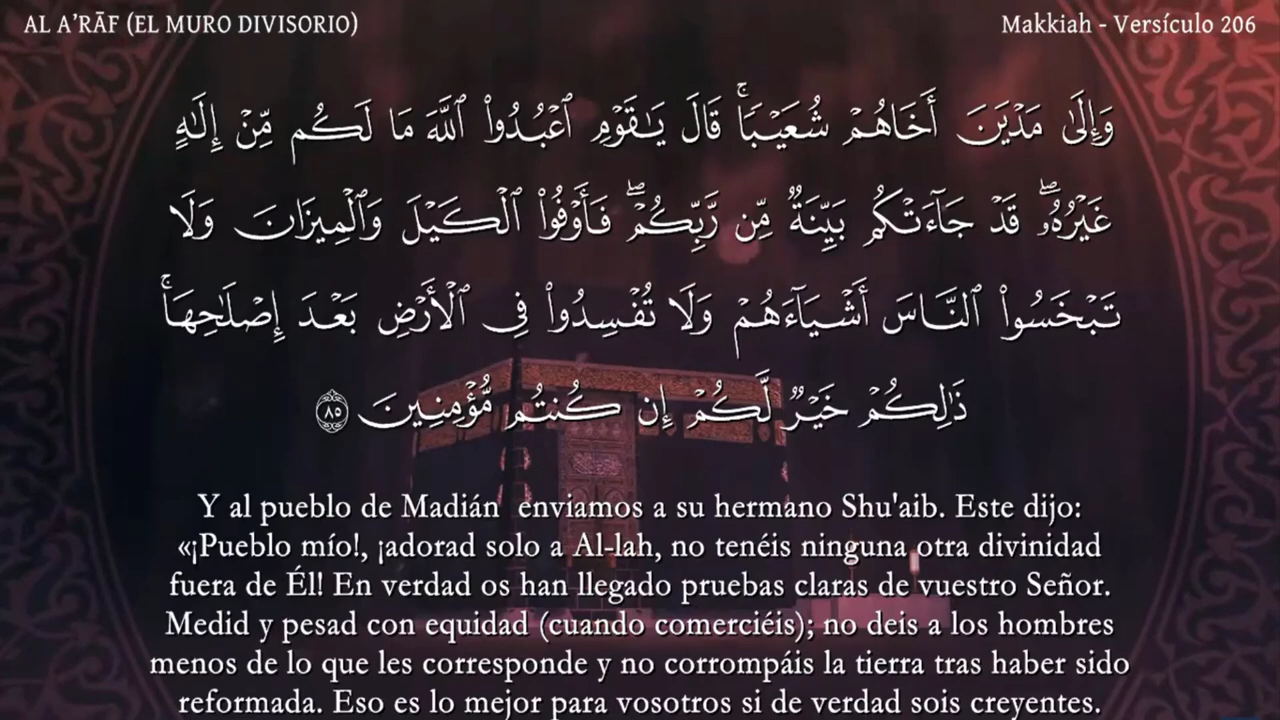 AL A’RĀF (EL MURO DIVISORIO)
Makkiah - Versículo 206
وَإِلَىٰ مَدْيَنَ أَخَاهُمْ شُعَيْبًا ۚ قَالَ يَـٰقَوْمِ ٱعْبُدُوا۟ ٱللَّهَ مَا لَكُم مِّنْ إِلَـٰهٍ
غَيْرُهُۥ ۖ قَدْ جَآءَتْكُم بَيِّنَةٌ مِّن رَّبِّكُمْ ۖ فَأَوْفُوا۟ ٱلْكَيْلَ وَٱلْمِيزَانَ وَلَا
تَبْخَسُوا۟ ٱلنَّاسَ أَشْيَآءَهُمْ وَلَا تُفْسِدُوا۟ فِى ٱلْأَرْضِ بَعْدَ إِصْلَـٰحِهَا ۚ
ذَٰلِكُمْ خَيْرٌ لَّكُمْ إِن كُنتُم مُّؤْمِنِينَ ٨٥
Y al pueblo de Madián enviamos a su hermano Shu'aib. Este dijo:
«¡Pueblo mío!, ¡adorad solo a Al-lah, no tenéis ninguna otra divinidad
fuera de Él! En verdad os han llegado pruebas claras de vuestro Señor.
Medid y pesad con equidad (cuando comerciéis); no deis a los hombres
menos de lo que les corresponde y no corrompáis la tierra tras haber sido
reformada. Eso es lo mejor para vosotros si de verdad sois creyentes.